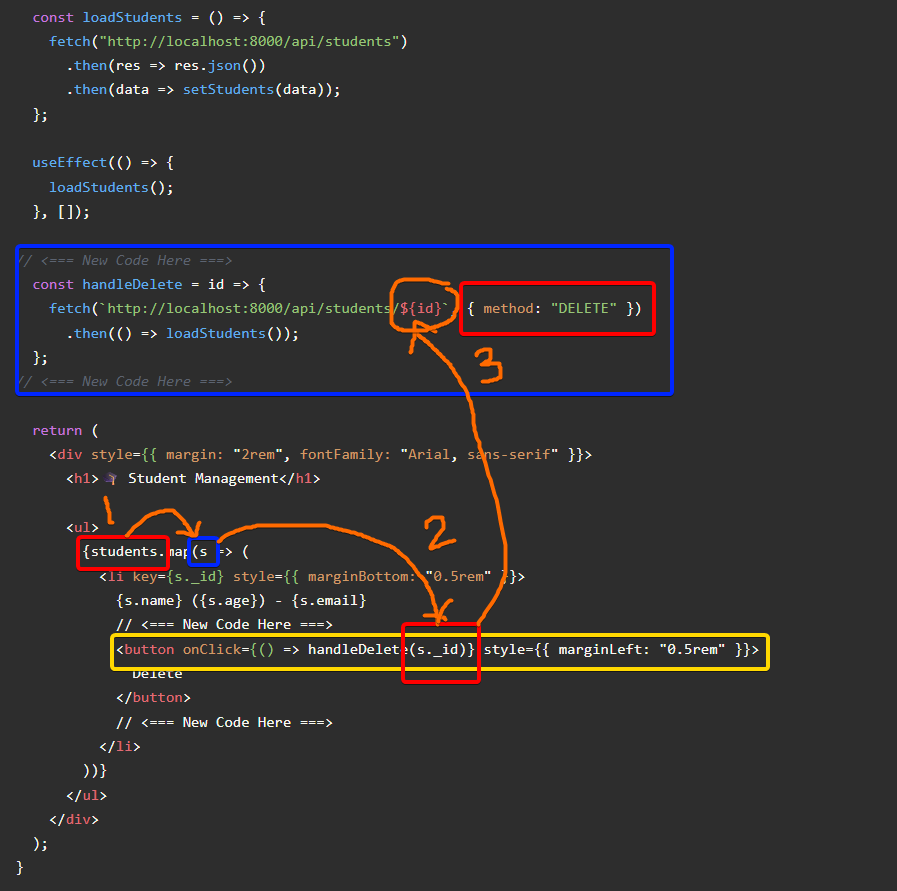 const loadStudents = () => {
fetch("http://localhost:8000/api/students")
.then(res => res.json())
.then(data => setStudents(data));
};
useEffect(() => {
loadStudents();
}, []);
// <=== New Code Here ===>
const handleDelete = id => {
fetch(`http://localhost:8000/api/students/${id}`, { method: "DELETE" })
.then(() => loadStudents());
};
// <=== New Code Here ===>
3
return (
<div style={{ margin: "2rem", fontFamily: "Arial, sans-serif" }}>
<h1> Student Management</h1>
1
2
<ul>
{students.map(s => (
<li key={s._id} style={{ marginBottom: "0.5rem" }}>
{s.name} ({s.age}) - {s.email}
// <=== New Code Here ===>
<button onClick={() => handleDelete(s._id)} style={{ marginLeft: "0.5rem" }}>
Delete
</button>
// <=== New Code Here ===>
</li>
))}
</ul>
</div>
);
}